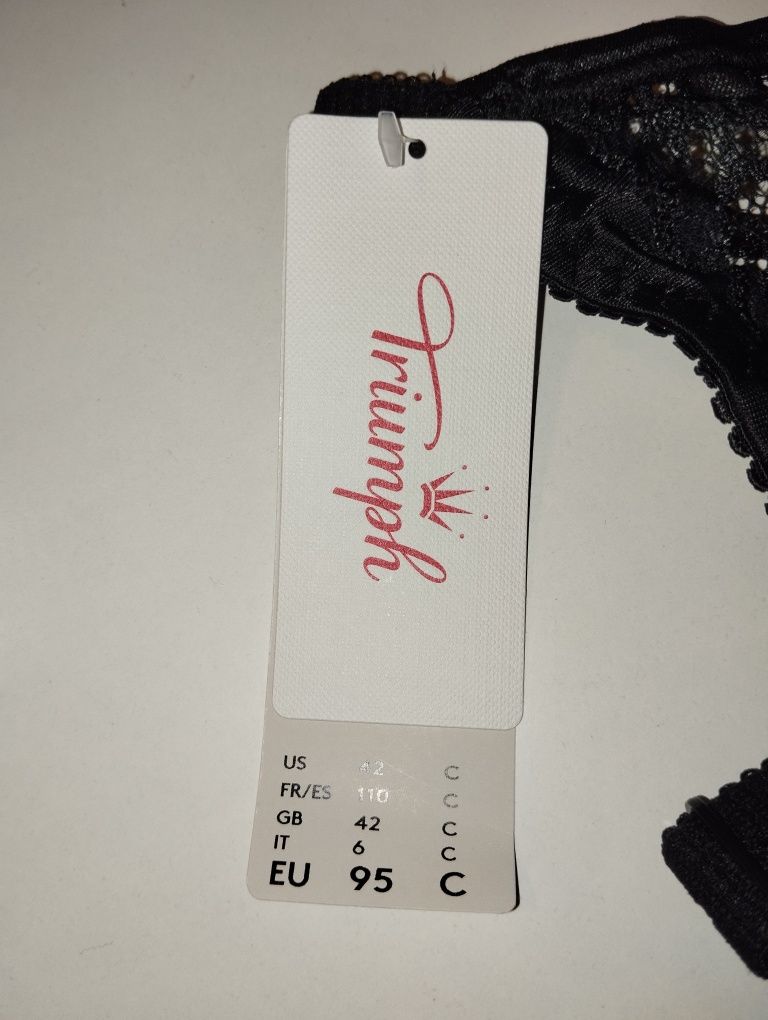 Triumph
US 42 C
FR/ES 110 C
GB 42 C
IT 6 C
EU 95 C